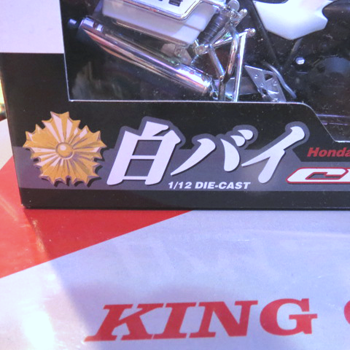 白バイ
Honda
1/12 DIE-CAST
KING